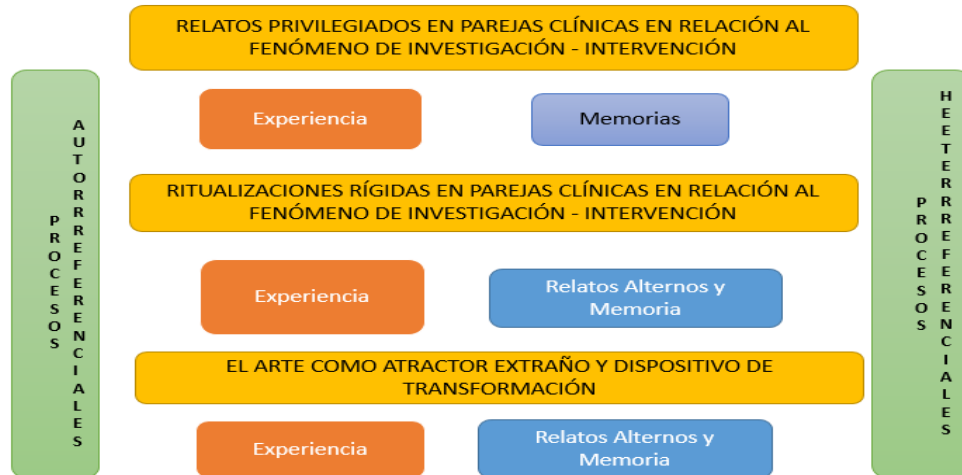 RELATOS PRIVILEGIADOS EN PAREJAS CLÍNICAS EN RELACIÓN AL
FENÓMENO DE INVESTIGACIÓN - INTERVENCIÓN
PROCESOS
AUTORRREFERENCIALES
Experiencia
Memorias
RITUALIZACIONES RÍGIDAS EN PAREJAS CLÍNICAS EN RELACIÓN AL
FENÓMENO DE INVESTIGACIÓN - INTERVENCIÓN
Experiencia
Relatos Alternos y
Memoria
EL ARTE COMO ATRACTOR EXTRAÑO Y DISPOSITIVO DE
TRANSFORMACIÓN
Experiencia
Relatos Alternos y
Memoria
PROCESOS
HEETERRREFERENCIALES